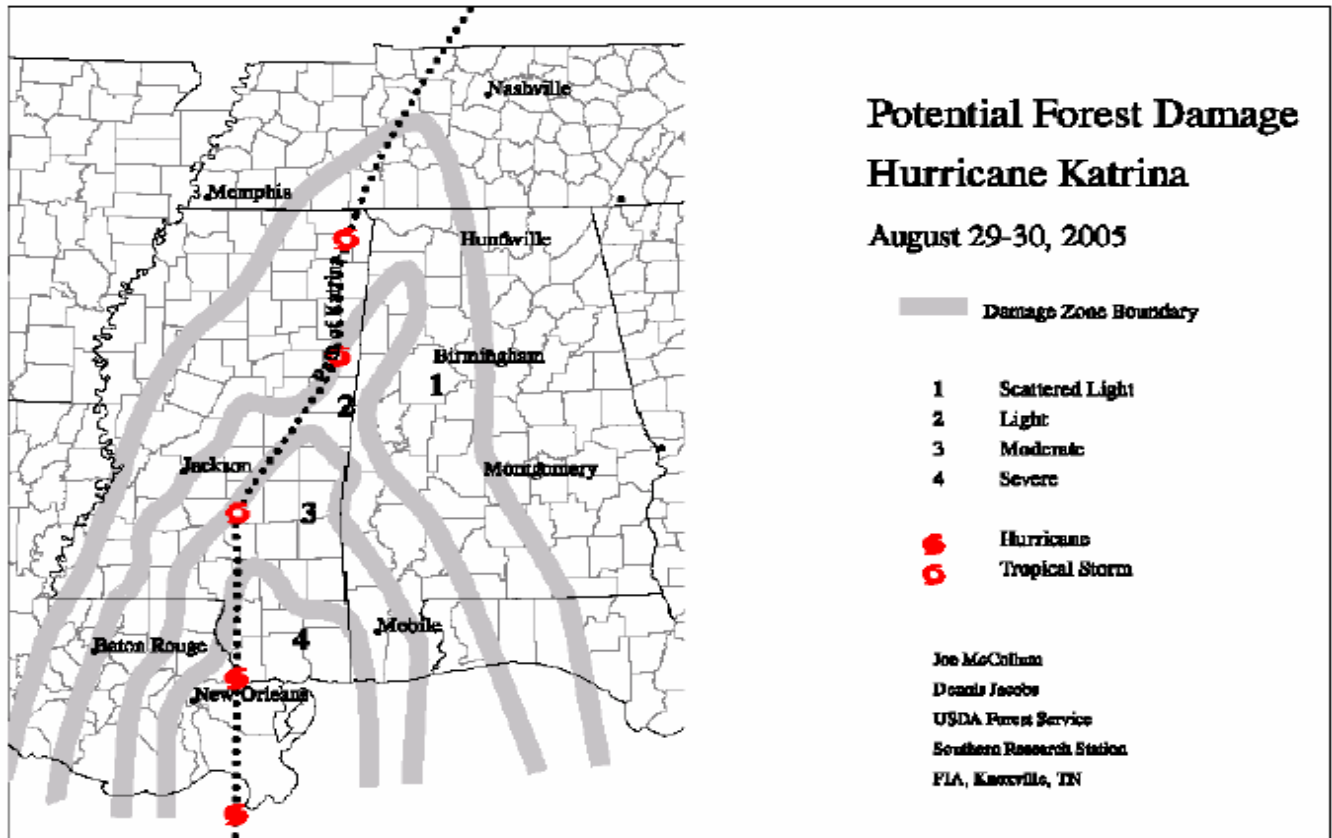 Nashville
3 Memphis
Huntsville
Path of Katrina
Birmingham
1
2
Jackson
Montgomery
3
Mobile
Baton Rouge
4
New Orleans
Potential Forest Damage
Hurricane Katrina
August 29-30, 2005
Damage Zone Boundary
1 Scattered Light
2 Light
3 Moderate
4 Severe
Hurricane
Tropical Storm
Joe McCollum
Dennis Jacobs
USDA Forest Service
Southern Research Station
FIA, Knoxville, TN